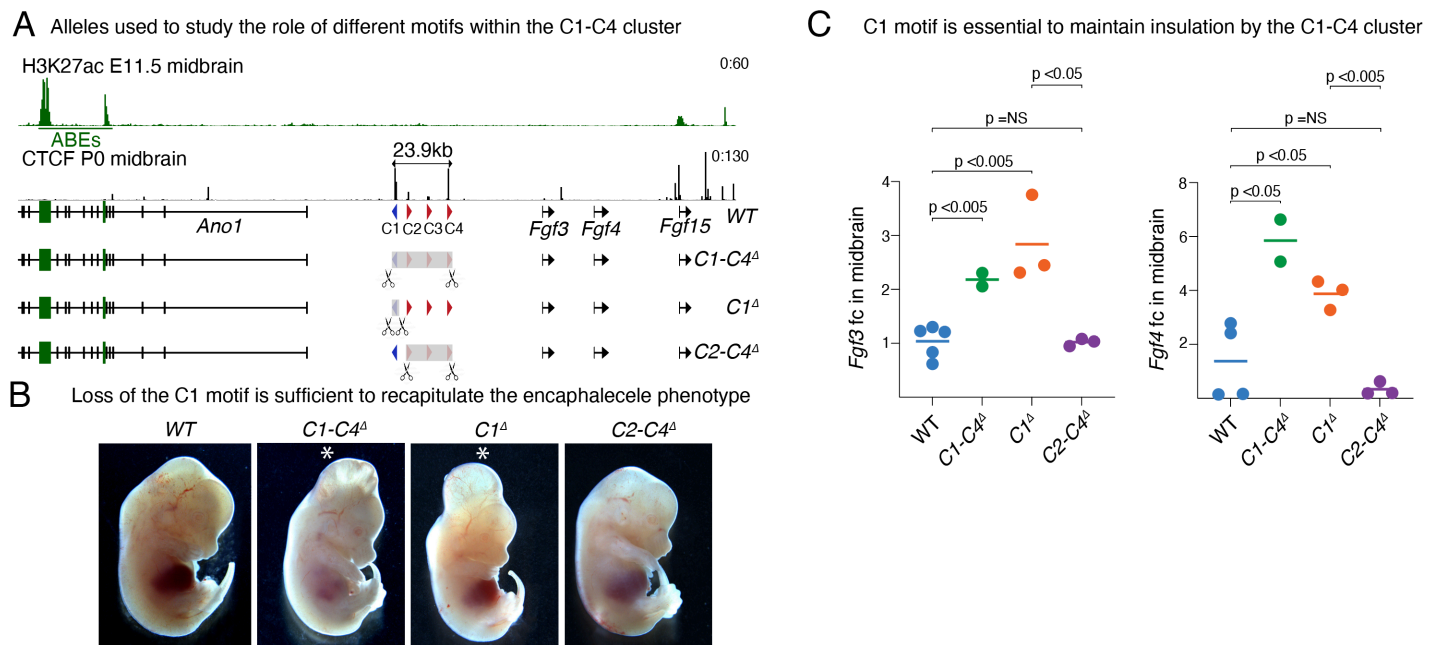 A Alleles used to study the role of different motifs within the C1-C4 cluster
H3K27ac E11.5 midbrain 0:60
ABEs
CTCF P0 midbrain 23.9kb 0:130
Ano1 C1 C2 C3 C4 Fgf3 Fgf4 Fgf15 WT
C1-C4Δ
C1Δ
C2-C4Δ
B Loss of the C1 motif is sufficient to recapitulate the encaphalecele phenotype
WT C1-C4Δ C1Δ C2-C4Δ
* *
C C1 motif is essential to maintain insulation by the C1-C4 cluster
p <0.05
p =NS
p <0.005
p <0.005
Fgf3 fc in midbrain
4
3
2
1
WT C1-C4Δ C1Δ C2-C4Δ
p <0.005
p =NS
p <0.05
p <0.05
Fgf4 fc in midbrain
8
6
4
2
WT C1-C4Δ C1Δ C2-C4Δ